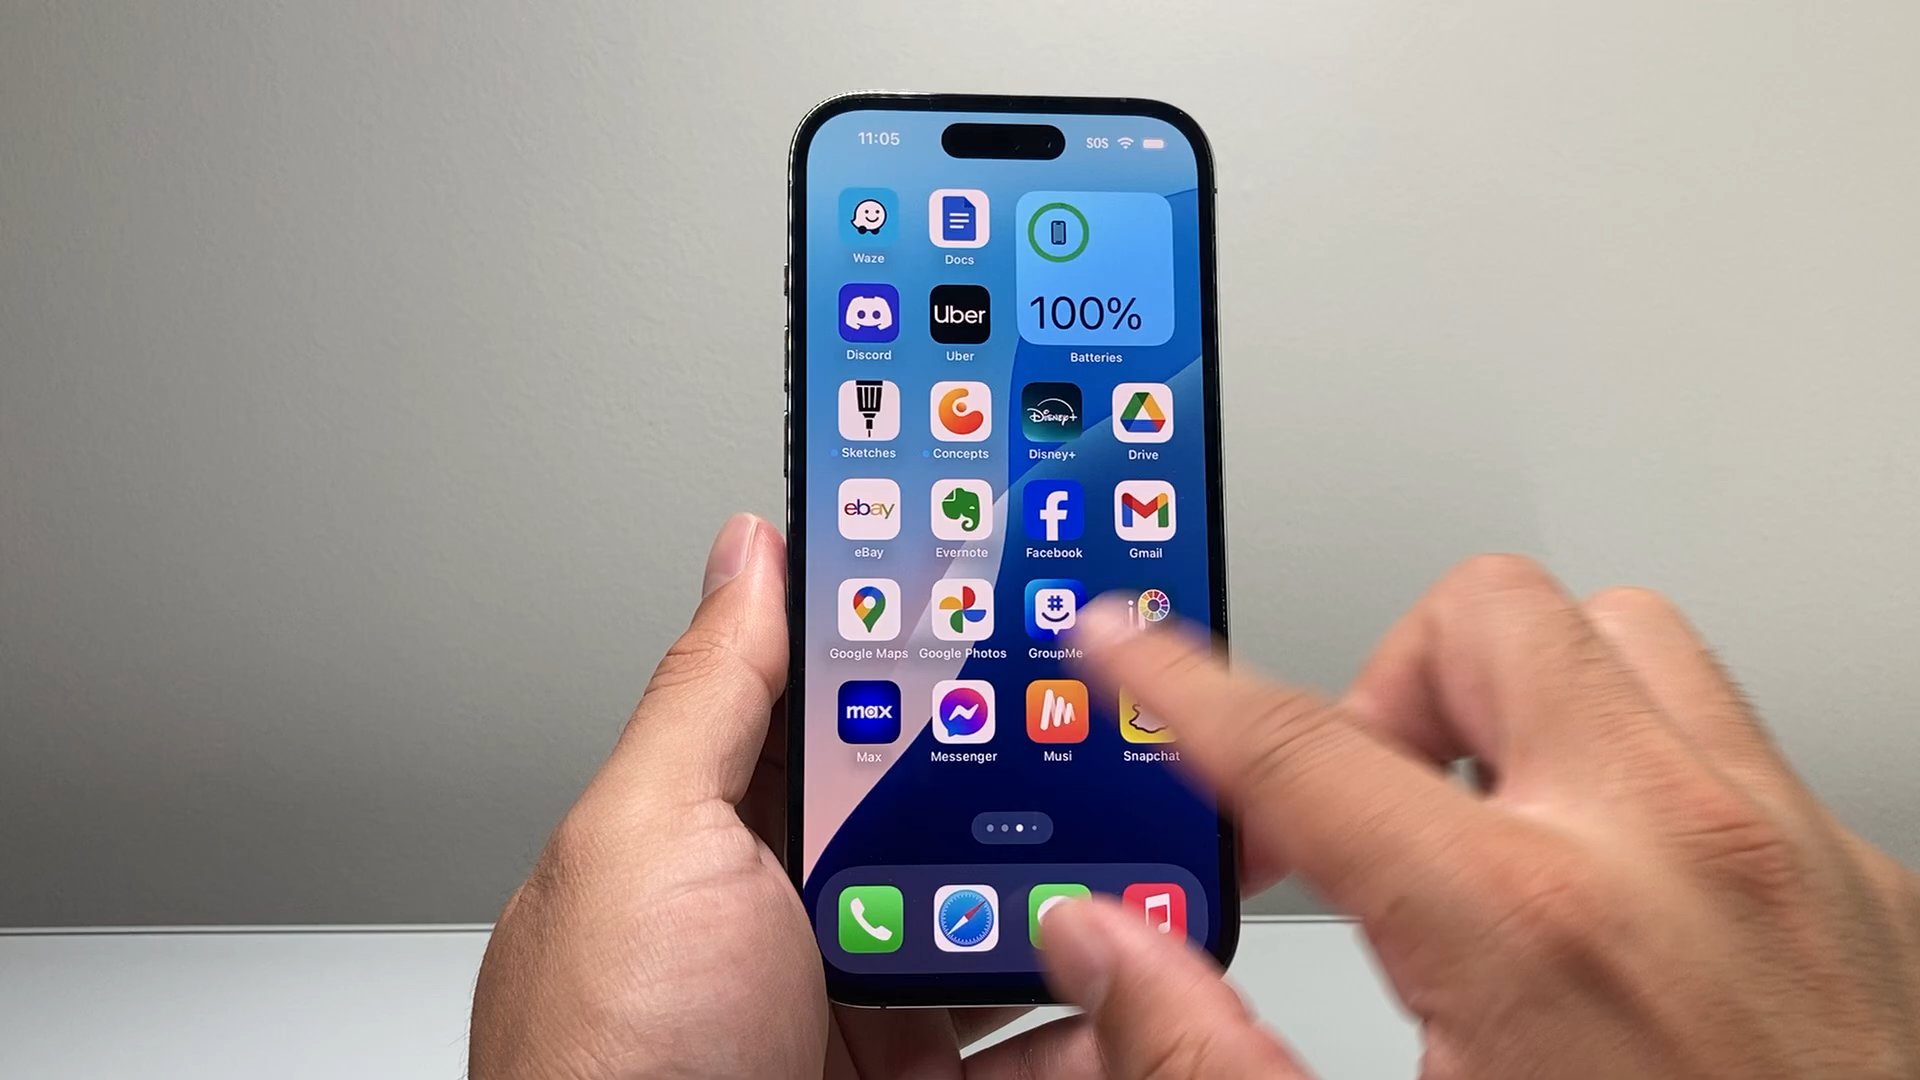 11:05
SOS
Waze
Docs
100%
Discord
Uber
Uber
Batteries
Disney+
Sketches
Concepts
Disney+
Drive
ebay
eBay
Evernote
Facebook
Gmail
Google Maps
Google Photos
GroupMe
max
Max
Messenger
Musi
Snapchat